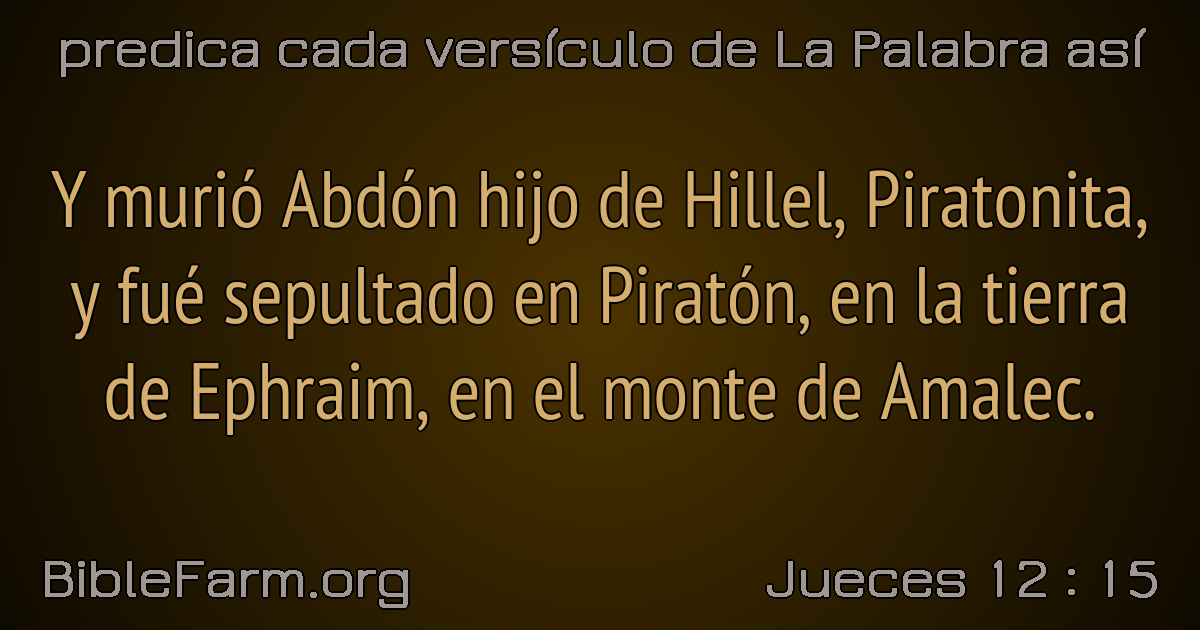 predica cada versículo de La Palabra así
Y murió Abdón hijo de Hillel, Piratonita,
y fué sepultado en Piratón, en la tierra
de Ephraim, en el monte de Amalec.
BibleFarm.org
Jueces 12 : 15